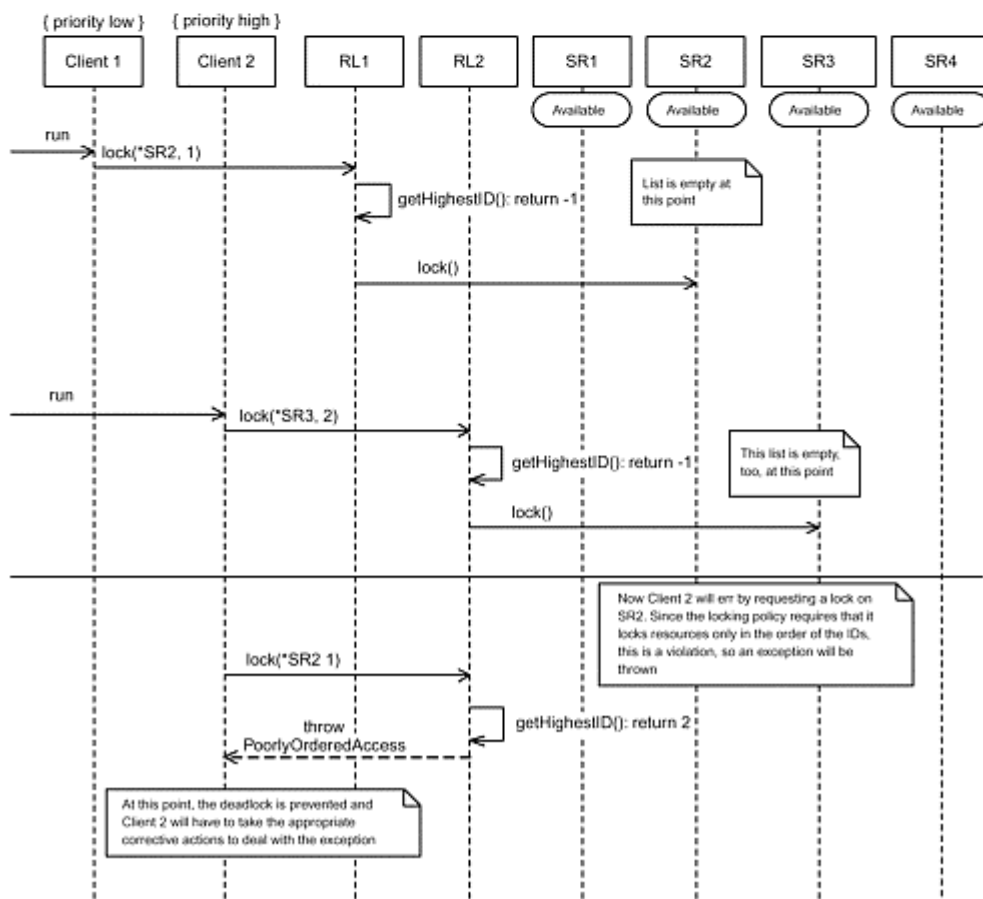 { priority low }
{ priority high }
Client 1
Client 2
RL1
RL2
SR1
SR2
SR3
SR4
Available
Available
Available
Available
run
lock(*SR2, 1)
getHighestID(): return -1
List is empty at
this point
lock()
run
lock(*SR3, 2)
getHighestID(): return -1
This list is empty,
too, at this point
lock()
Now Client 2 will err by requesting a lock on
SR2. Since the locking policy requires that it
locks resources only in the order of the IDs,
this is a violation, so an exception will be
thrown
lock(*SR2 1)
getHighestID(): return 2
throw
PoorlyOrderedAccess
At this point, the deadlock is prevented and
Client 2 will have to take the appropriate
corrective actions to deal with the exception